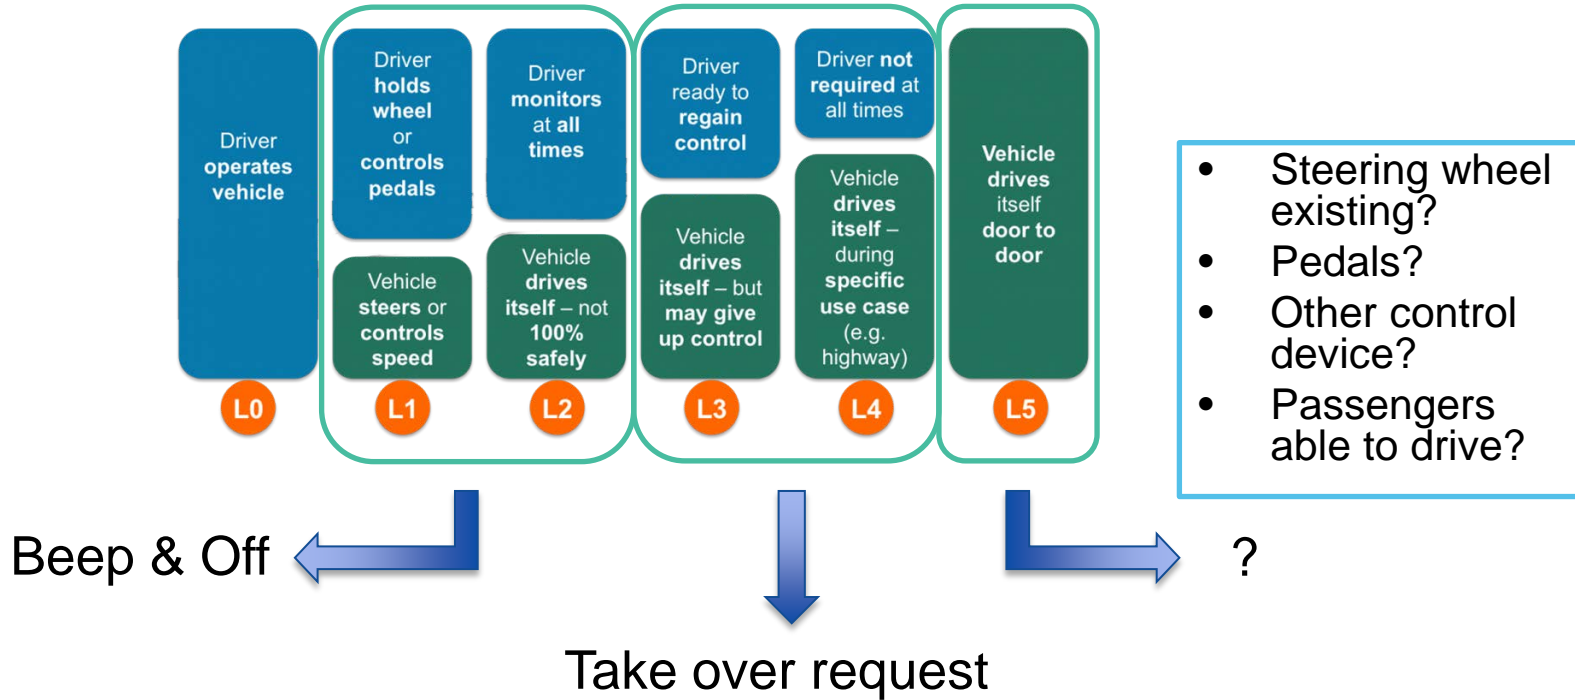 Driver
operates
vehicle
L0
Driver
holds
wheel
or
controls
pedals
Vehicle
steers or
controls
speed
L1
Driver
monitors
at all
times
Vehicle
drives
itself – not
100%
safely
L2
Driver
ready to
regain
control
Vehicle
drives
itself – but
may give
up control
L3
Driver not
required at
all times
Vehicle
drives
itself –
during
specific
use case
(e.g.
highway)
L4
Vehicle
drives
itself
door to
door
L5
• Steering wheel
existing?
• Pedals?
• Other control
device?
• Passengers
able to drive?
Beep & Off
?
Take over request